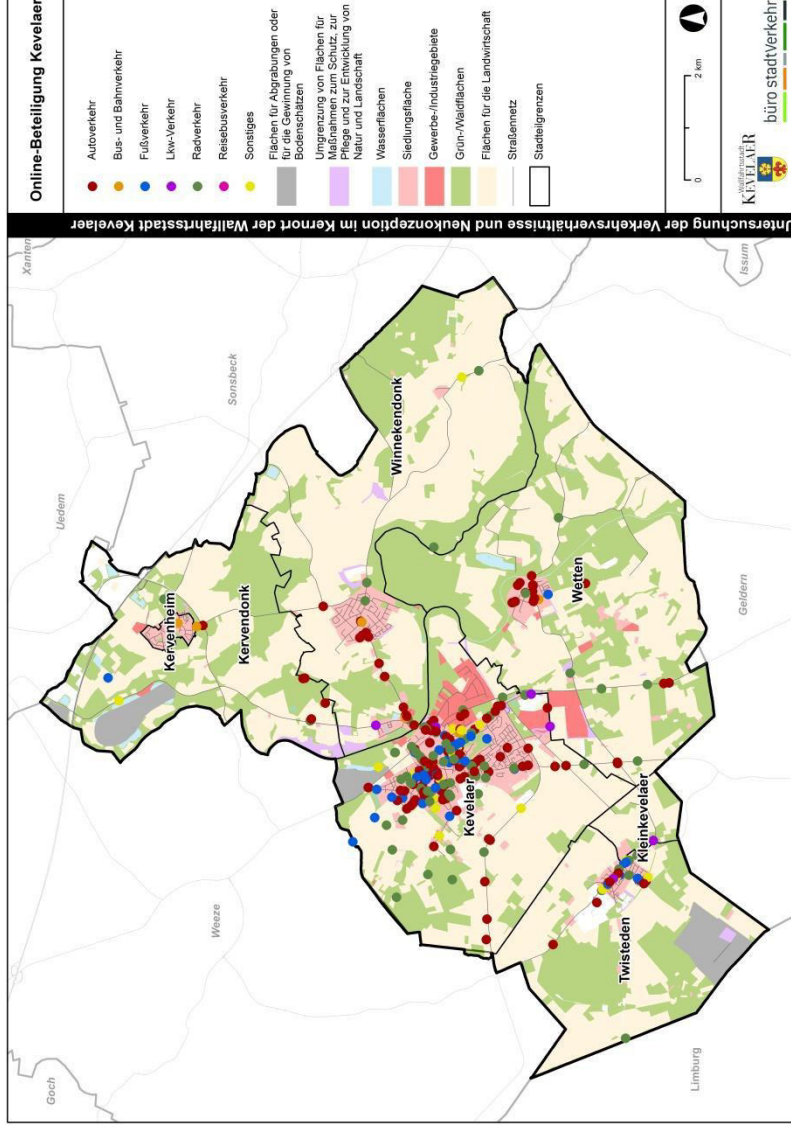 Online-Beteiligung Kevelaer
Autoverkehr
Bus- und Bahnverkehr
Fußverkehr
Lkw-Verkehr
Radverkehr
Reisebusverkehr
Sonstiges
Flächen für Abgrabungen oder
für die Gewinnung von
Bodenschätzen
Umgrenzung von Flächen für
Maßnahmen zum Schutz, zur
Pflege und zur Entwicklung von
Natur und Landschaft
Wasserflächen
Siedlungsfläche
Gewerbe-/Industriegebiete
Grün-/Waldflächen
Flächen für die Landwirtschaft
Straßennetz
Stadtteilgrenzen
0
2 km
Wallfahrtsstadt
KEVELAER
büro stadtVerkehr
Untersuchung der Verkehrsverhältnisse und Neukonzeption im Kernort der Wallfahrtsstadt Kevelaer
Goch
Weeze
Uedem
Xanten
Sonsbeck
Kervenheim
Kervendonk
Winnekendonk
Kevelaer
Wetten
Twisteden
Kleinkevelaer
Limburg
Geldern
Issum